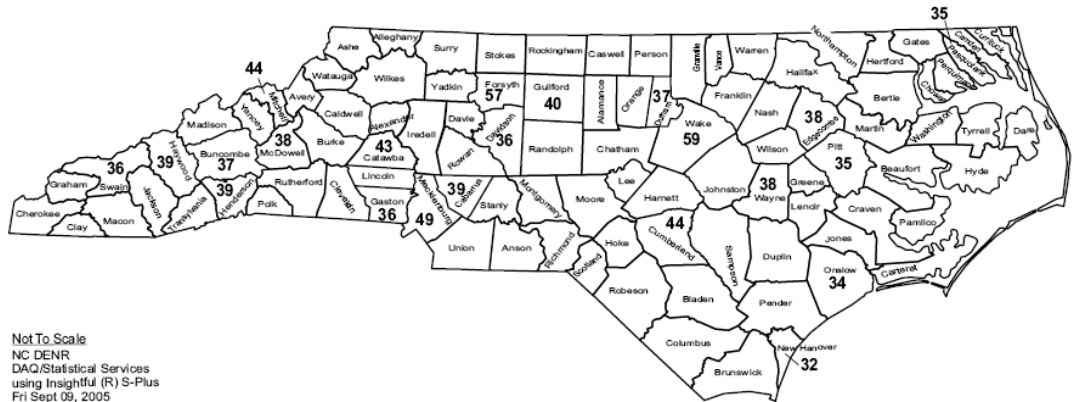 35
Ashe
Alleghany
Surry
Stokes
Rockingham
Caswell
Person
Granville
Vance
Warren
Northampton
Gates
Hertford
Camden
Currituck
Pasquotank
Perquimans
Chowan
44
Watauga
Wilkes
Yadkin
Forsyth
57
Guilford
40
Alamance
Orange
37
Durham
Franklin
Halifax
Bertie
Mitchell
Avery
Yancey
Caldwell
Alexander
Iredell
Davie
Davidson
36
Randolph
Chatham
Wake
59
Nash
38
Edgecombe
Martin
Washington
Tyrrell
Dare
Madison
38
McDowell
Burke
43
Catawba
Rowan
Wilson
Pitt
35
Beaufort
Hyde
36
Swain
39
Haywood
Buncombe
37
Lincoln
39
Cabarrus
Lee
Johnston
38
Wayne
Greene
Graham
Jackson
39
Henderson
Transylvania
Rutherford
Polk
Cleveland
Gaston
36
Mecklenburg
49
Stanly
Montgomery
Moore
Harnett
Lenoir
Craven
Pamlico
Cherokee
Clay
Macon
Union
Anson
Richmond
Scotland
Hoke
44
Cumberland
Sampson
Duplin
Jones
Onslow
34
Carteret
Robeson
Bladen
Pender
Columbus
New Hanover
32
Brunswick
Not To Scale
NC DENR
DAQ/Statistical Services
using Insightful (R) S-Plus
Fri Sept 09, 2005